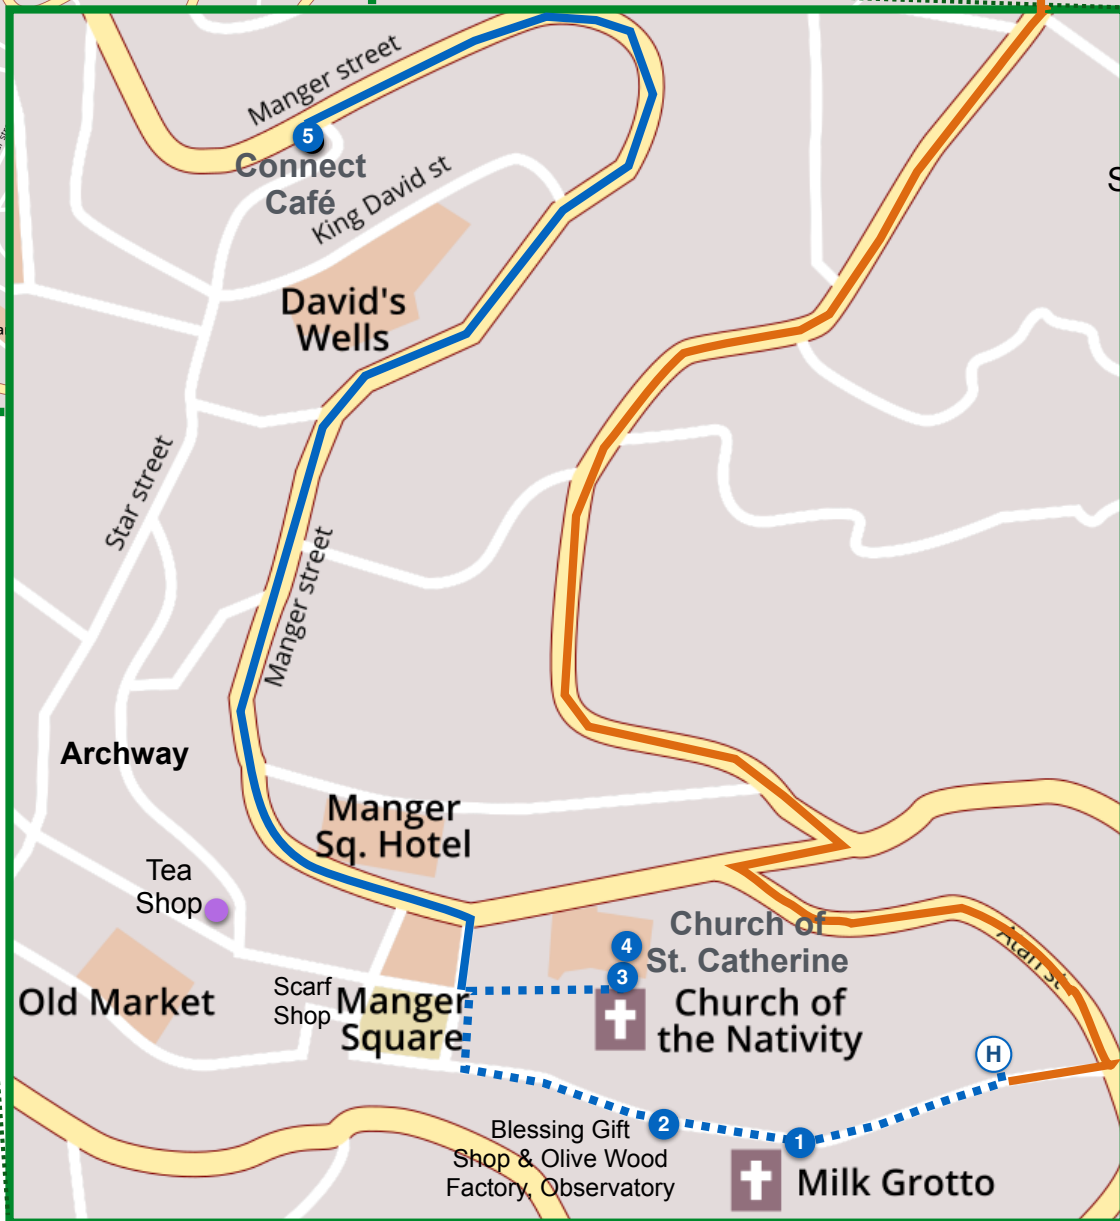 Manger street
5
Connect
Café
King David st
S
David's
Wells
Star street
Manger street
Archway
Manger
Sq. Hotel
Tea
Shop
Church of
St. Catherine
4
3
Atan st
Old Market
Scarf
Shop
Manger
Square
Church of
the Nativity
H
2
1
Blessing Gift
Shop & Olive Wood
Factory, Observatory
Milk Grotto